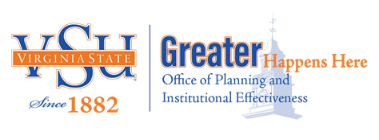 VSU
VIRGINIA STATE
Since 1882
Greater Happens Here
Office of Planning and
Institutional Effectiveness